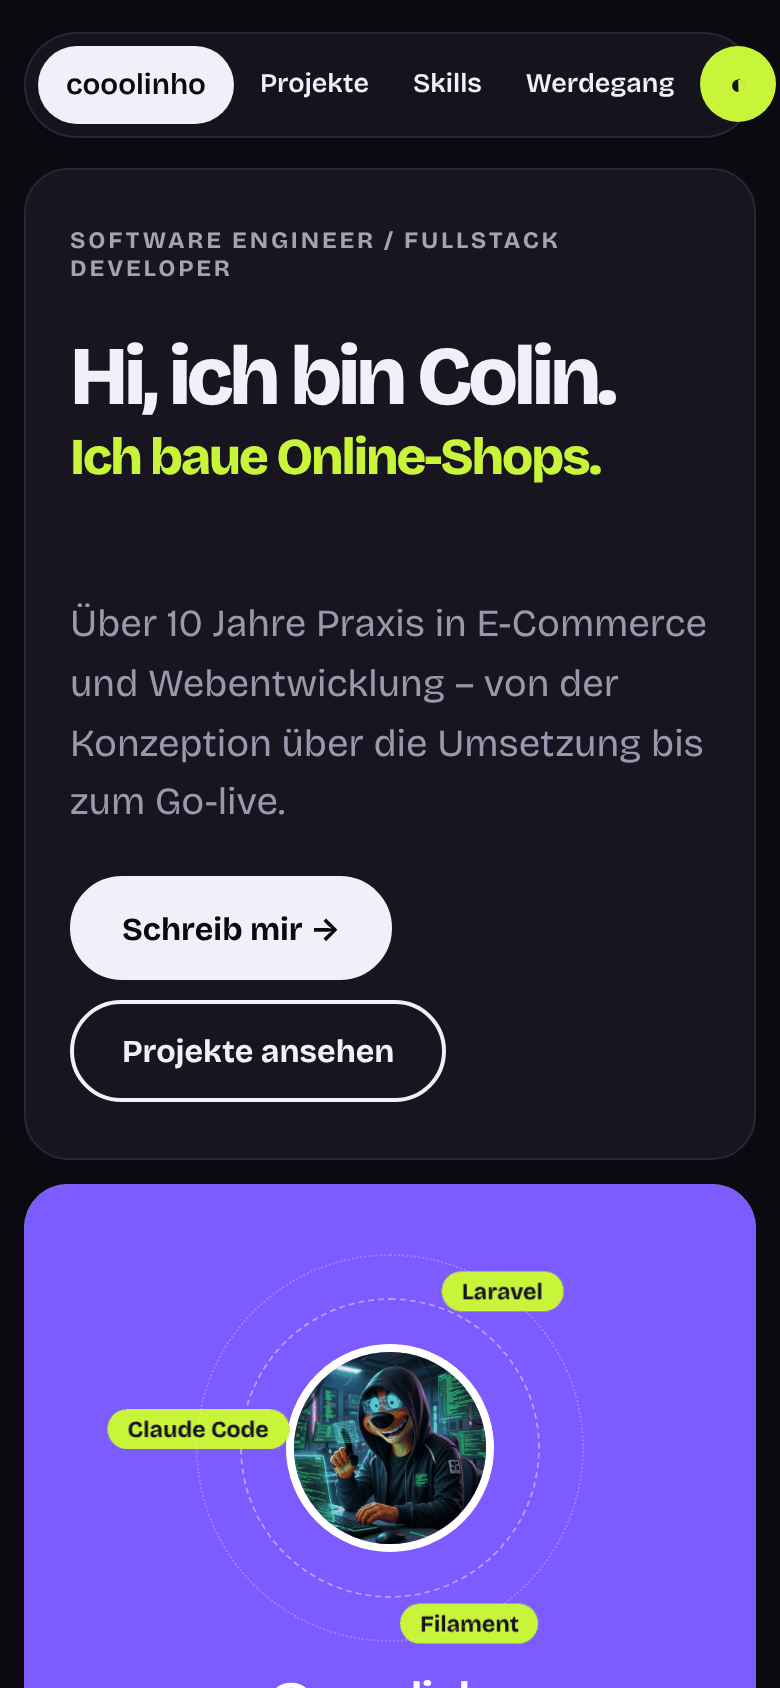 cooolinho Projekte Skills Werdegang
SOFTWARE ENGINEER / FULLSTACK
DEVELOPER
Hi, ich bin Colin.
Ich baue Online-Shops.
Über 10 Jahre Praxis in E-Commerce
und Webentwicklung – von der
Konzeption über die Umsetzung bis
zum Go-live.
Schreib mir →
Projekte ansehen
Laravel
Claude Code
Filament